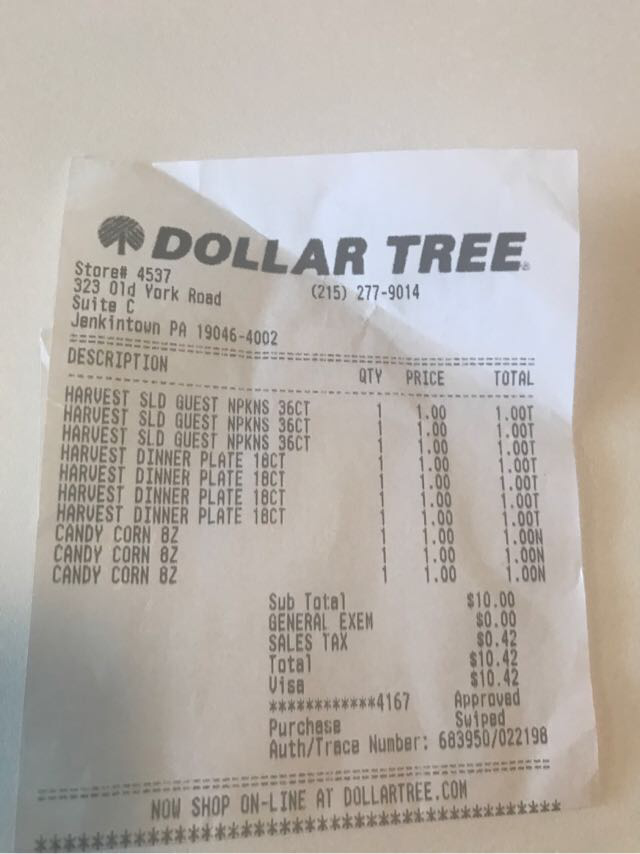 DOLLAR TREE
Store# 4537
323 Old York Road (215) 277-9014
Suite C
Jenkintown PA 19046-4002
================================================
DESCRIPTION QTY PRICE TOTAL
------------------------------------------------
HARVEST SLD GUEST NPKNS 36CT 1 1.00 1.00T
HARVEST SLD GUEST NPKNS 36CT 1 1.00 1.00T
HARVEST SLD GUEST NPKNS 36CT 1 1.00 1.00T
HARVEST DINNER PLATE 18CT 1 1.00 1.00T
HARVEST DINNER PLATE 18CT 1 1.00 1.00T
HARVEST DINNER PLATE 18CT 1 1.00 1.00T
HARVEST DINNER PLATE 18CT 1 1.00 1.00T
CANDY CORN 8Z 1 1.00 1.00N
CANDY CORN 8Z 1 1.00 1.00N
CANDY CORN 8Z 1 1.00 1.00N
Sub Total $10.00
GENERAL EXEM $0.00
SALES TAX $0.42
Total $10.42
Visa $10.42
************4167 Approved
Purchase Swiped
Auth/Trace Number: 683950/022198
================================================
NOW SHOP ON-LINE AT DOLLARTREE.COM
************************************************